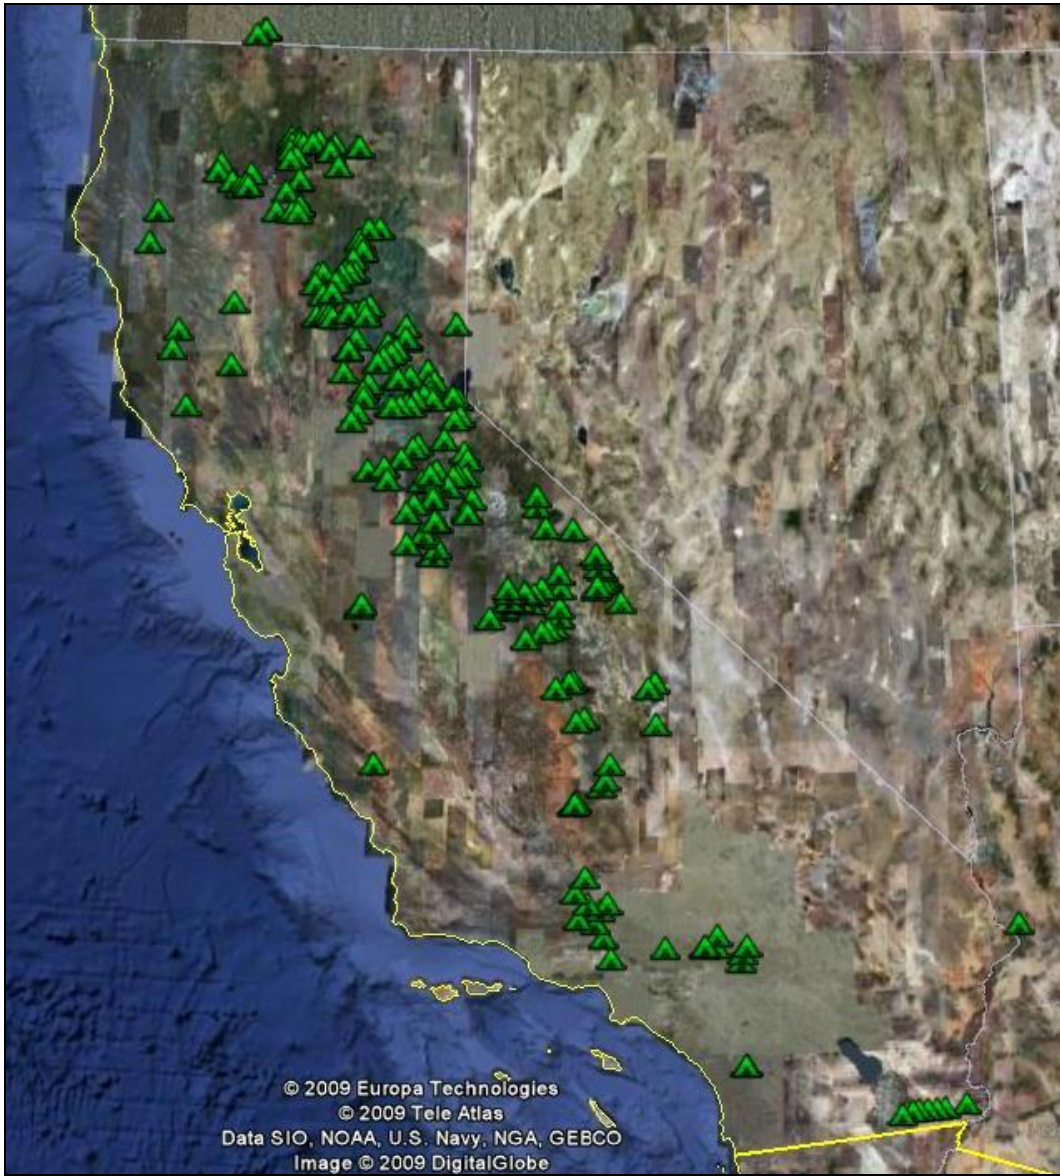 © 2009 Europa Technologies
© 2009 Tele Atlas
Data SIO, NOAA, U.S. Navy, NGA, GEBCO
Image © 2009 DigitalGlobe